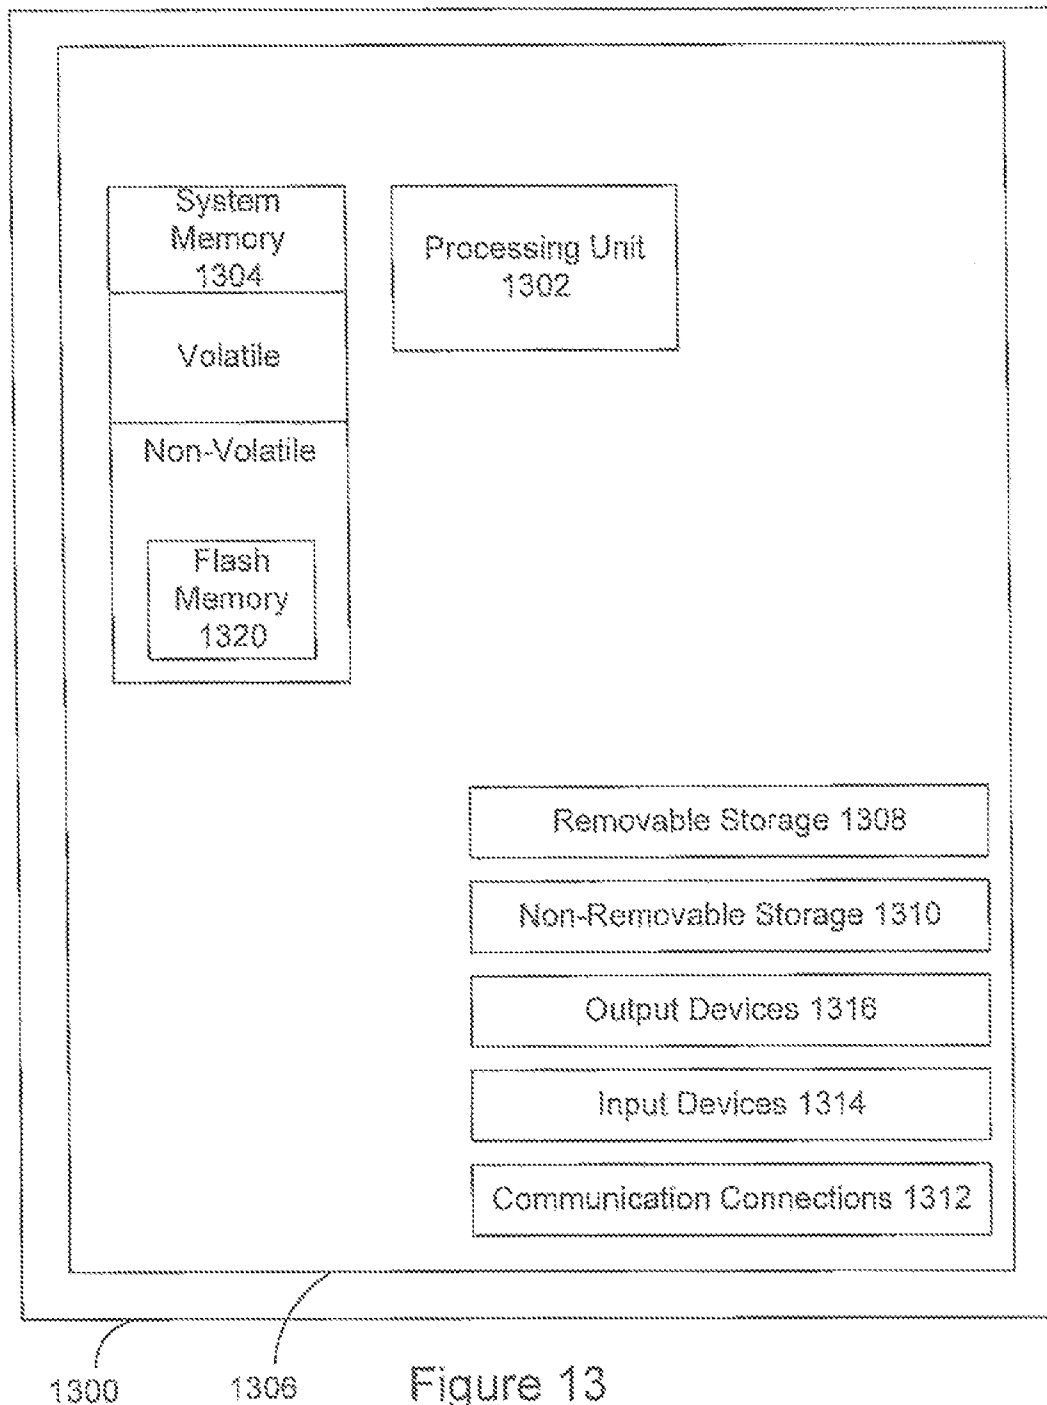 System
Memory
1304
Processing Unit
1302
Volatile
Non-Volatile
Flash
Memory
1320
Removable Storage 1308
Non-Removable Storage 1310
Output Devices 1316
Input Devices 1314
Communication Connections 1312
1300
1306
Figure 13